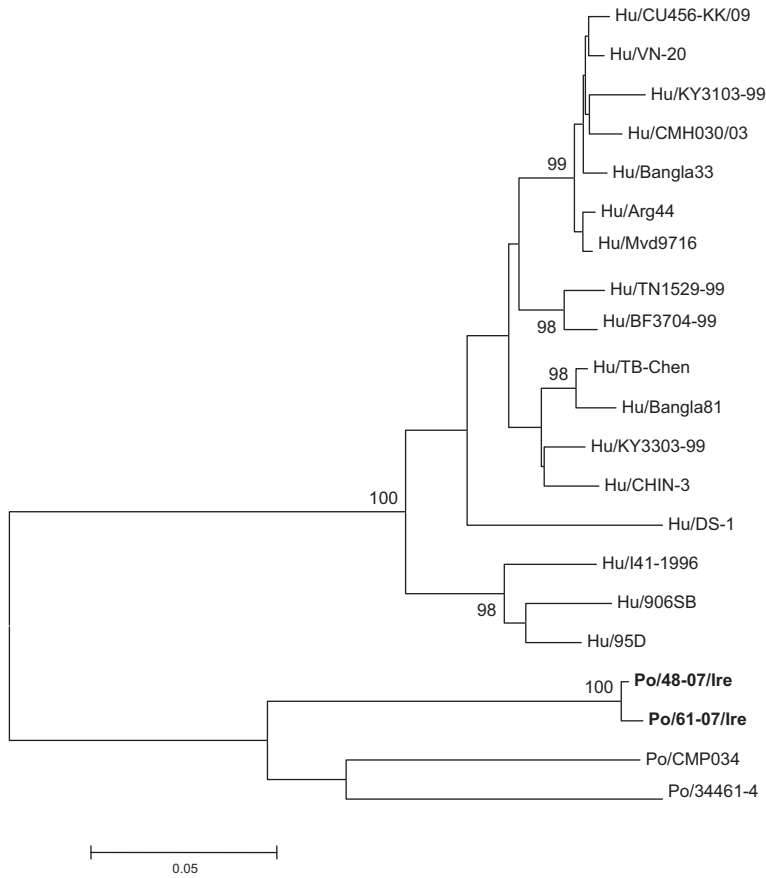 Hu/CU456-KK/09
Hu/VN-20
Hu/KY3103-99
Hu/CMH030/03
99
Hu/Bangla33
Hu/Arg44
Hu/Mvd9716
Hu/TN1529-99
98
Hu/BF3704-99
98
Hu/TB-Chen
Hu/Bangla81
Hu/KY3303-99
Hu/CHIN-3
100
Hu/DS-1
Hu/I41-1996
98
Hu/906SB
Hu/95D
100
Po/48-07/Ire
Po/61-07/Ire
Po/CMP034
Po/34461-4
0.05